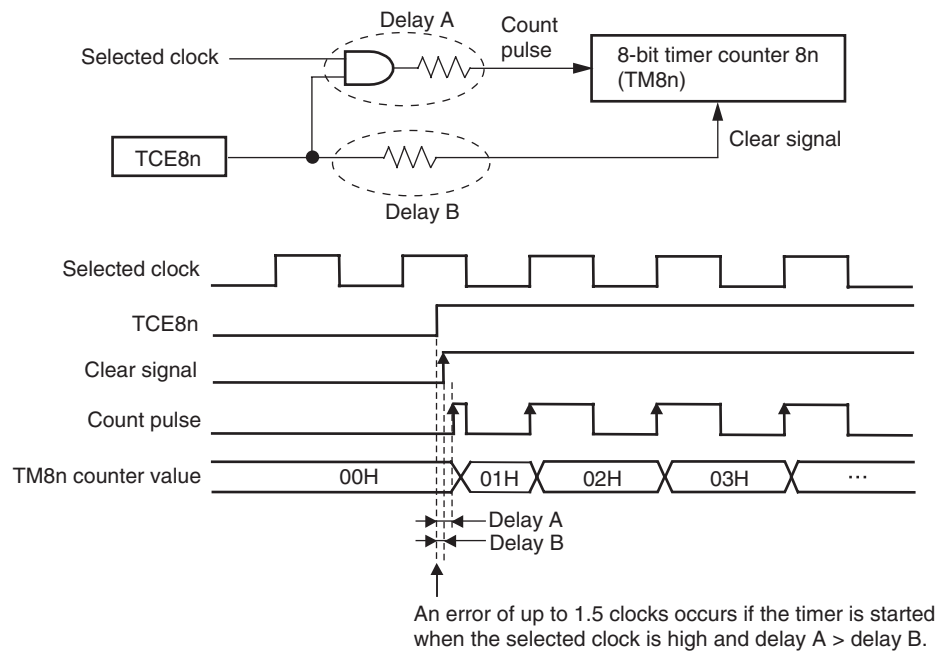 Delay A
Selected clock
Count
pulse
8-bit timer counter 8n
(TM8n)
Clear signal
TCE8n
Delay B
Selected clock
TCE8n
Clear signal
Count pulse
TM8n counter value
00H 01H 02H 03H ...
Delay A
Delay B
An error of up to 1.5 clocks occurs if the timer is started
when the selected clock is high and delay A > delay B.